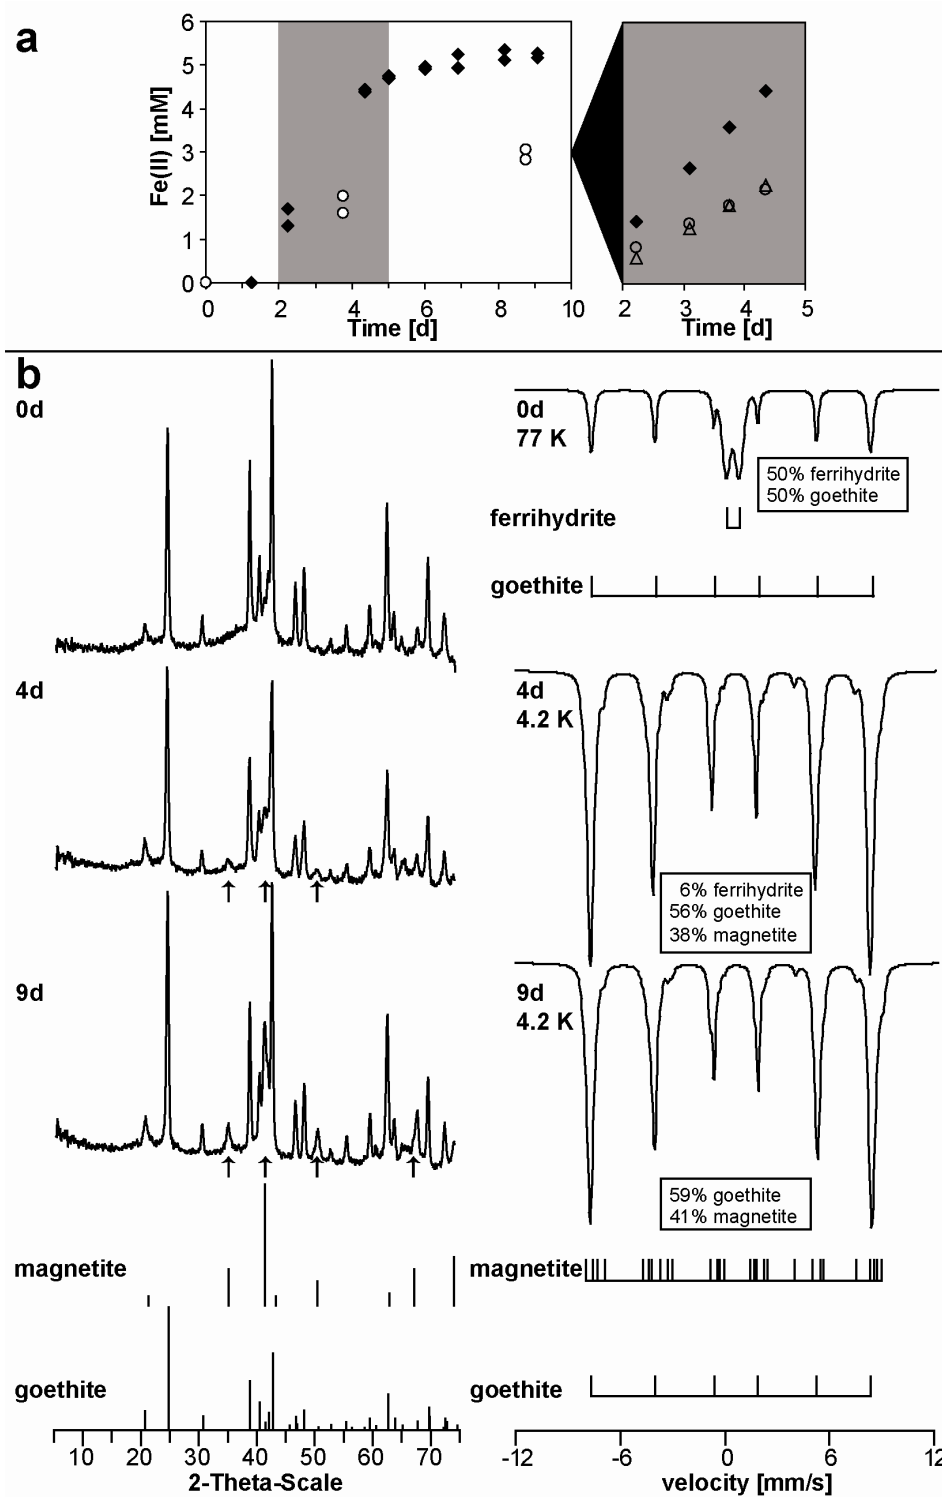 a
Fe(II) [mM]
6
5
4
3
2
1
0
0 2 4 6 8 10
Time [d]
2 3 4 5
Time [d]
b
0d
4d
9d
magnetite
goethite
10 20 30 40 50 60 70
2-Theta-Scale
0d
77 K
50% ferrihydrite
50% goethite
ferrihydrite
goethite
4d
4.2 K
6% ferrihydrite
56% goethite
38% magnetite
9d
4.2 K
59% goethite
41% magnetite
magnetite
goethite
-12 -6 0 6 12
velocity [mm/s]